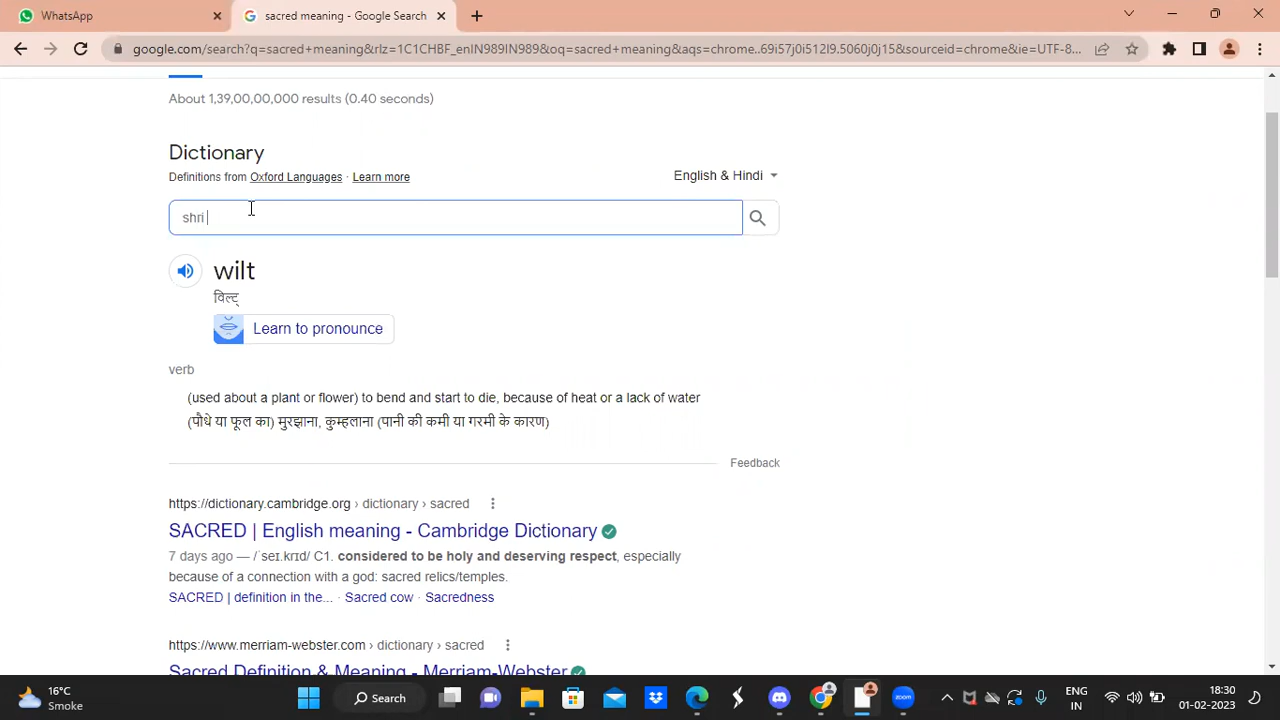 WhatsApp
sacred meaning - Google Search
google.com/search?q=sacred+meaning&rlz=1C1CHBF_enIN989IN989&oq=sacred+meaning&aqs=chrome..69i57j0i512l9.5060j0j15&sourceid=chrome&ie=UTF-8...
About 1,39,00,00,000 results (0.40 seconds)
Dictionary
Definitions from Oxford Languages · Learn more
English & Hindi
shri
wilt
विल्ट्
Learn to pronounce
verb
(used about a plant or flower) to bend and start to die, because of heat or a lack of water
(पौधे या फूल का) मुरझाना, कुम्हलाना (पानी की कमी या गरमी के कारण)
Feedback
https://dictionary.cambridge.org › dictionary › sacred
SACRED | English meaning - Cambridge Dictionary
7 days ago — /ˈseɪ.krɪd/ C1. considered to be holy and deserving respect, especially
because of a connection with a god: sacred relics/temples.
SACRED | definition in the... · Sacred cow · Sacredness
https://www.merriam-webster.com › dictionary › sacred
Sacred Definition & Meaning - Merriam-Webster
16°C
Smoke
Search
zoom
ENG
IN
18:30
01-02-2023